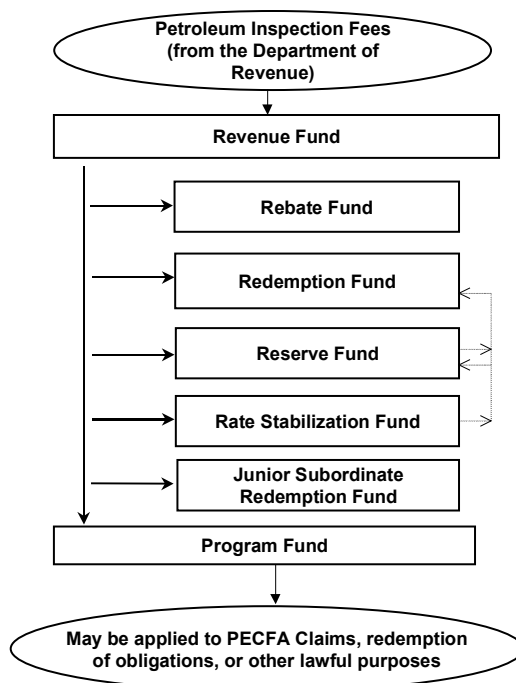 Petroleum Inspection Fees
(from the Department of
Revenue)
Revenue Fund
Rebate Fund
Redemption Fund
Reserve Fund
Rate Stabilization Fund
Junior Subordinate
Redemption Fund
Program Fund
May be applied to PECFA Claims, redemption
of obligations, or other lawful purposes